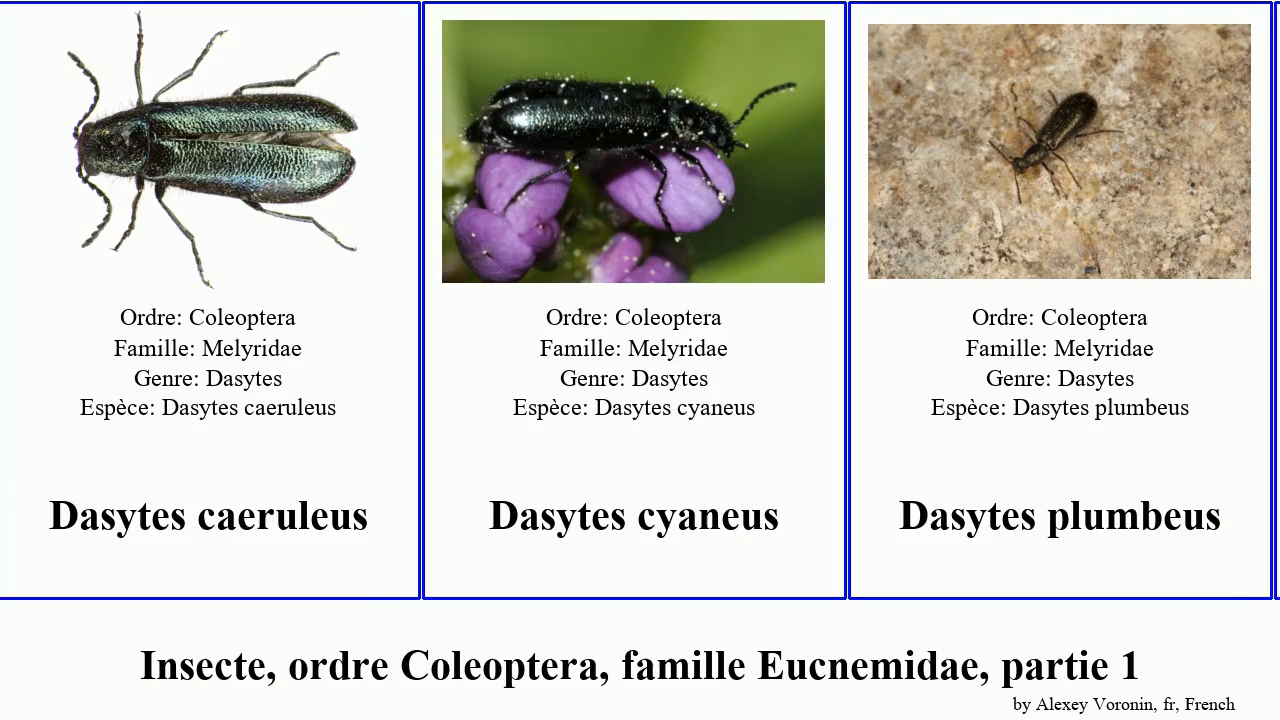 Ordre: Coleoptera
Famille: Melyridae
Genre: Dasytes
Espèce: Dasytes caeruleus
Dasytes caeruleus
Ordre: Coleoptera
Famille: Melyridae
Genre: Dasytes
Espèce: Dasytes cyaneus
Dasytes cyaneus
Ordre: Coleoptera
Famille: Melyridae
Genre: Dasytes
Espèce: Dasytes plumbeus
Dasytes plumbeus
Insecte, ordre Coleoptera, famille Eucnemidae, partie 1
by Alexey Voronin, fr, French